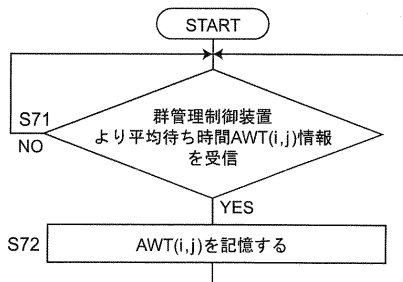 START
S71
群管理制御装置
より平均待ち時間AWT(i,j)情報
を受信
NO
YES
S72
AWT(i,j)を記憶する